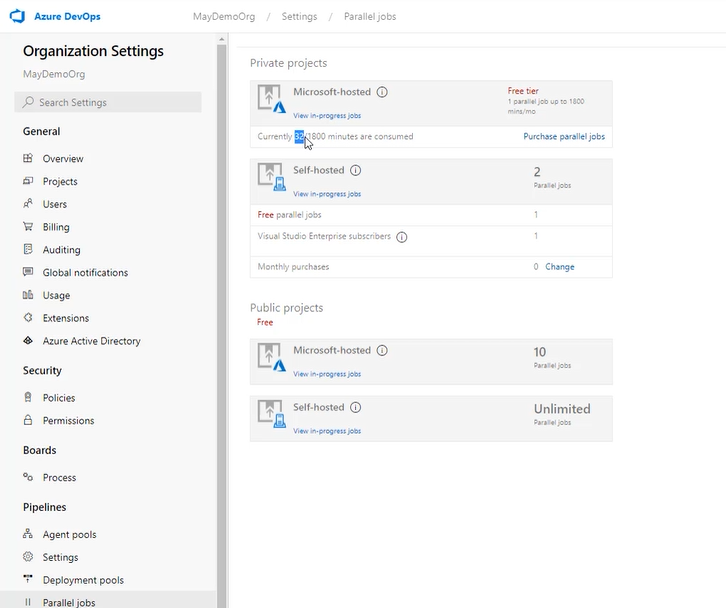 Azure DevOps
MayDemoOrg / Settings / Parallel jobs
Organization Settings
MayDemoOrg
Search Settings
General
Overview
Projects
Users
Billing
Auditing
Global notifications
Usage
Extensions
Azure Active Directory
Security
Policies
Permissions
Boards
Process
Pipelines
Agent pools
Settings
Deployment pools
Parallel jobs
Private projects
Microsoft-hosted
View in-progress jobs
Free tier
1 parallel job up to 1800
mins/mo
Currently 32/1800 minutes are consumed
Purchase parallel jobs
Self-hosted
View in-progress jobs
2
Parallel jobs
Free parallel jobs 1
Visual Studio Enterprise subscribers 1
Monthly purchases 0 Change
Public projects
Free
Microsoft-hosted
View in-progress jobs
10
Parallel jobs
Self-hosted
View in-progress jobs
Unlimited
Parallel jobs